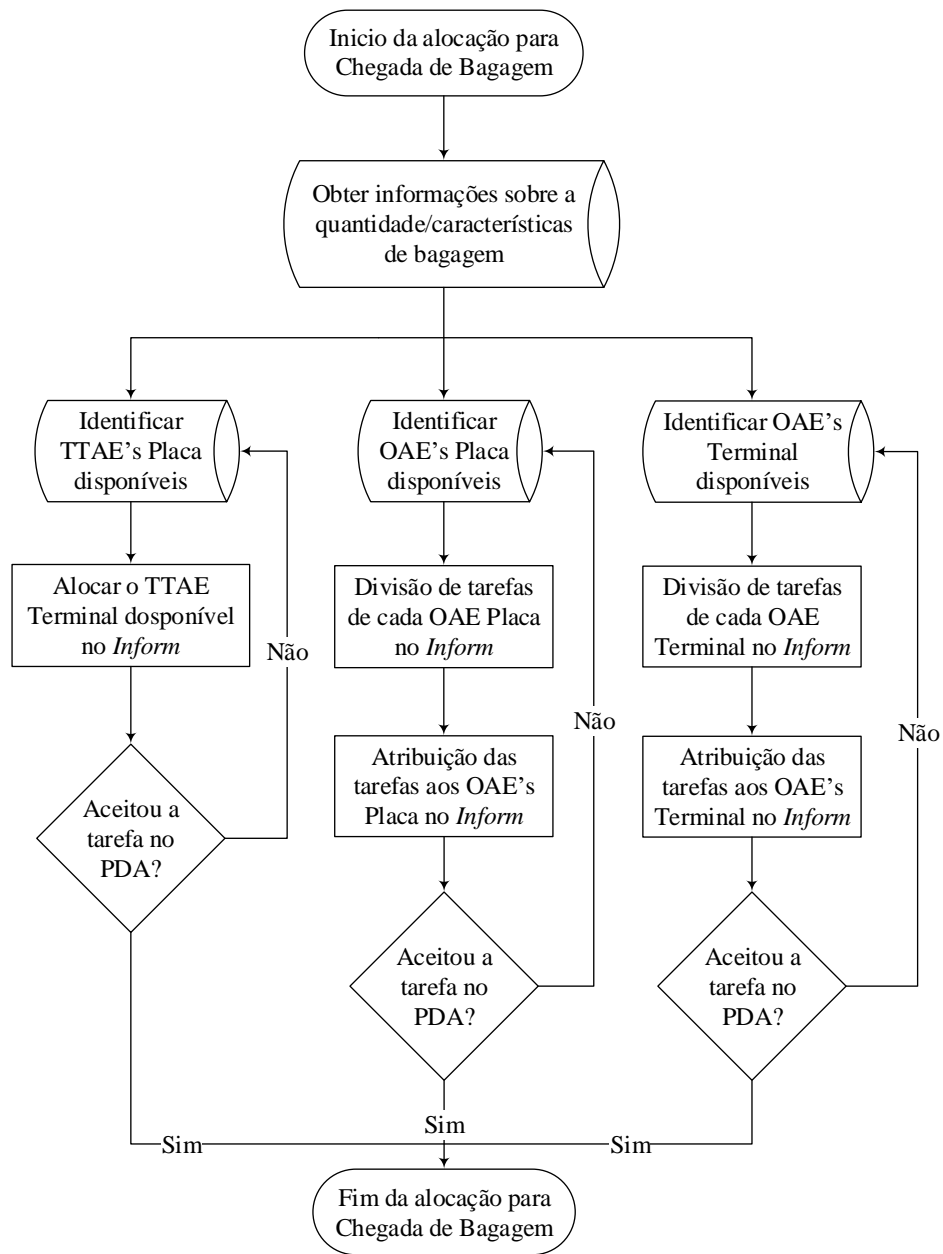 Inicio da alocação para
Chegada de Bagagem
Obter informações sobre a
quantidade/características
de bagagem
Identificar
TTAE’s Placa
disponíveis
Identificar
OAE’s Placa
disponíveis
Identificar OAE’s
Terminal
disponíveis
Alocar o TTAE
Terminal dosponível
no Inform
Divisão de tarefas
de cada OAE Placa
no Inform
Divisão de tarefas
de cada OAE
Terminal no Inform
Não
Não
Não
Atribuição das
tarefas aos OAE’s
Placa no Inform
Atribuição das
tarefas aos OAE’s
Terminal no Inform
Aceitou a
tarefa no
PDA?
Aceitou a
tarefa no
PDA?
Aceitou a
tarefa no
PDA?
Sim
Sim
Sim
Fim da alocação para
Chegada de Bagagem